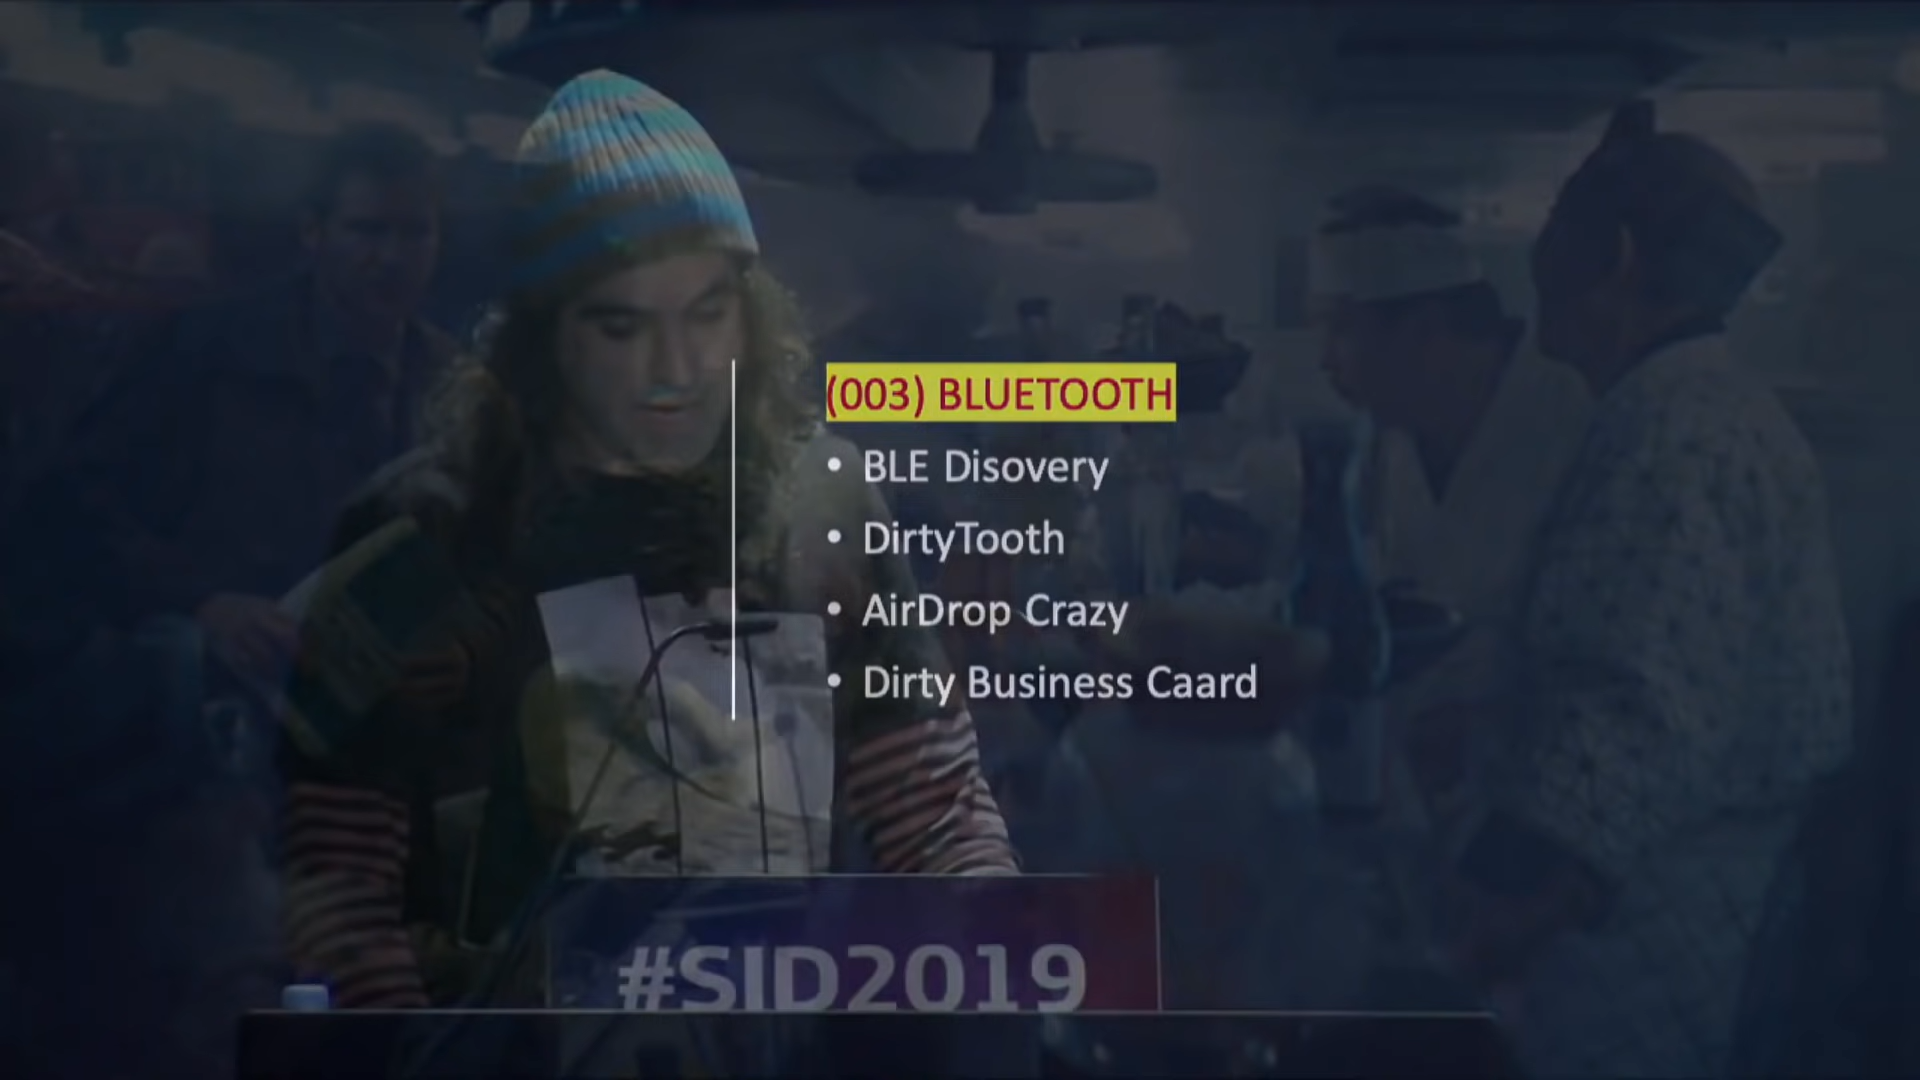 (003) BLUETOOTH
• BLE Disovery
• DirtyTooth
• AirDrop Crazy
• Dirty Business Caard
#SID2019